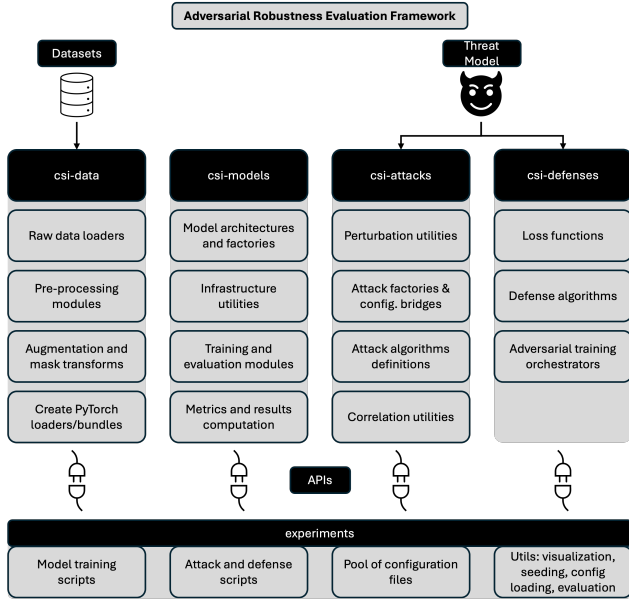 Adversarial Robustness Evaluation Framework
Datasets
Threat
Model
csi-data
csi-models
csi-attacks
csi-defenses
Raw data loaders
Model architectures
and factories
Perturbation utilities
Loss functions
Pre-processing
modules
Infrastructure
utilities
Attack factories &
config. bridges
Defense algorithms
Augmentation and
mask transforms
Training and
evaluation modules
Attack algorithms
definitions
Adversarial training
orchestrators
Create PyTorch
loaders/bundles
Metrics and results
computation
Correlation utilities
APIs
experiments
Model training
scripts
Attack and defense
scripts
Pool of configuration
files
Utils: visualization,
seeding, config
loading, evaluation